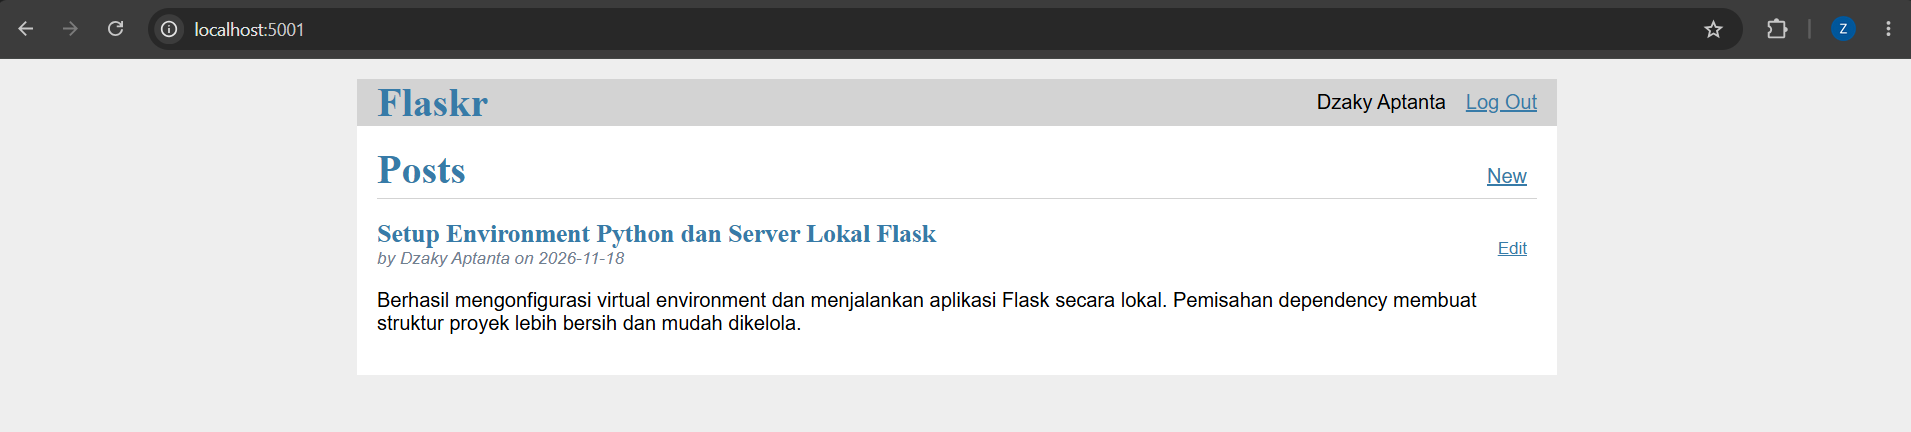 localhost:5001
Z
Flaskr
Dzaky Aptanta Log Out
Posts
New
Setup Environment Python dan Server Lokal Flask
by Dzaky Aptanta on 2026-11-18
Edit
Berhasil mengonfigurasi virtual environment dan menjalankan aplikasi Flask secara lokal. Pemisahan dependency membuat
struktur proyek lebih bersih dan mudah dikelola.